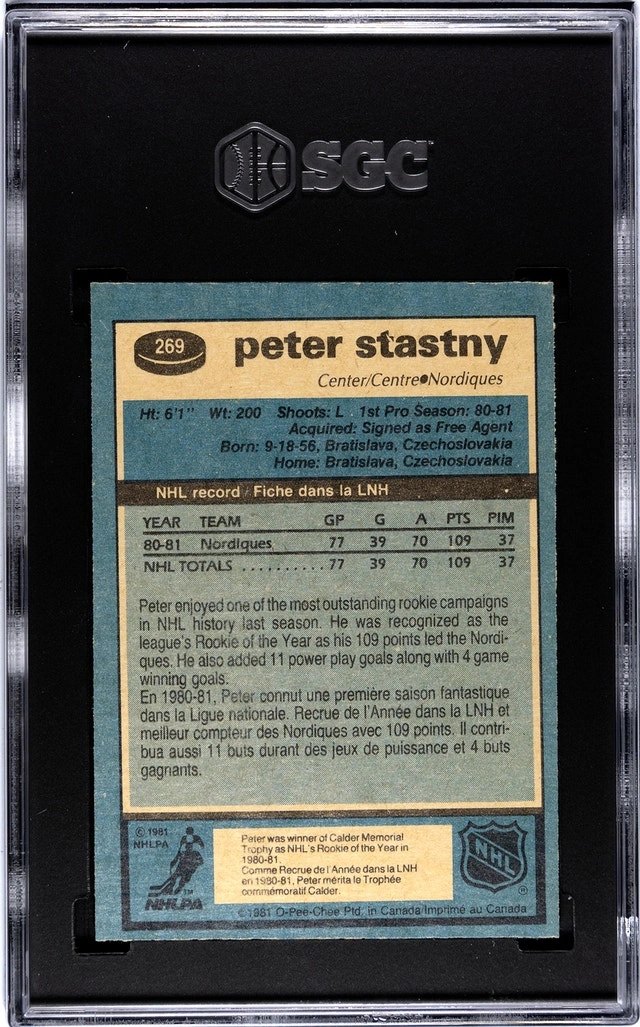 SGC
269
peter stastny
Center/Centre●Nordiques
Ht: 6'1" Wt: 200 Shoots: L 1st Pro Season: 80-81
Acquired: Signed as Free Agent
Born: 9-18-56, Bratislava, Czechoslovakia
Home: Bratislava, Czechoslovakia
NHL record/Fiche dans la LNH
YEAR TEAM GP G A PTS PIM
80-81 Nordiques 77 39 70 109 37
NHL TOTALS .......... 77 39 70 109 37
Peter enjoyed one of the most outstanding rookie campaigns
in NHL history last season. He was recognized as the
league's Rookie of the Year as his 109 points led the Nordi-
ques. He also added 11 power play goals along with 4 game
winning goals.
En 1980-81, Peter connut une première saison fantastique
dans la Ligue nationale. Recrue de l'Année dans la LNH et
meilleur compteur des Nordiques avec 109 points. Il contri-
bua aussi 11 buts durant des jeux de puissance et 4 buts
gagnants.
© 1981
NHLPA
NHLPA
TM
Peter was winner of Calder Memorial
Trophy as NHL's Rookie of the Year in
1980-81.
Comme Recrue de l'Année dans la LNH
en 1980-81, Peter mérita le Trophée
commémoratif Calder.
NHL
®
©1981 O-Pee-Chee Ptd. in Canada/Imprimé au Canada